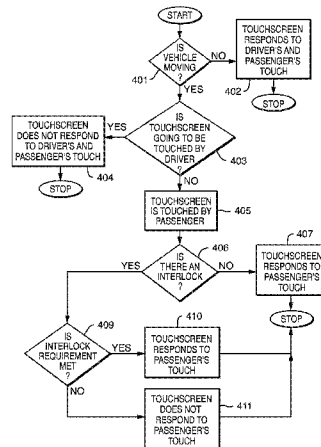 START
IS
VEHICLE
MOVING
?
401
NO
YES
TOUCHSCREEN
RESPONDS TO
DRIVER'S AND
PASSENGER'S
TOUCH
402
STOP
IS
TOUCHSCREEN
GOING TO BE
TOUCHED BY
DRIVER
?
403
YES
NO
TOUCHSCREEN
DOES NOT RESPOND
TO DRIVER'S AND
PASSENGER'S TOUCH
404
STOP
TOUCHSCREEN
IS TOUCHED BY
PASSENGER
405
IS
THERE AN
INTERLOCK
?
406
YES
NO
407
TOUCHSCREEN
RESPONDS TO
PASSENGER'S
TOUCH
STOP
IS
INTERLOCK
REQUIREMENT
MET
?
409
YES
NO
410
TOUCHSCREEN
RESPONDS TO
PASSENGER'S
TOUCH
TOUCHSCREEN
DOES NOT
RESPOND TO
PASSENGER'S
TOUCH
411